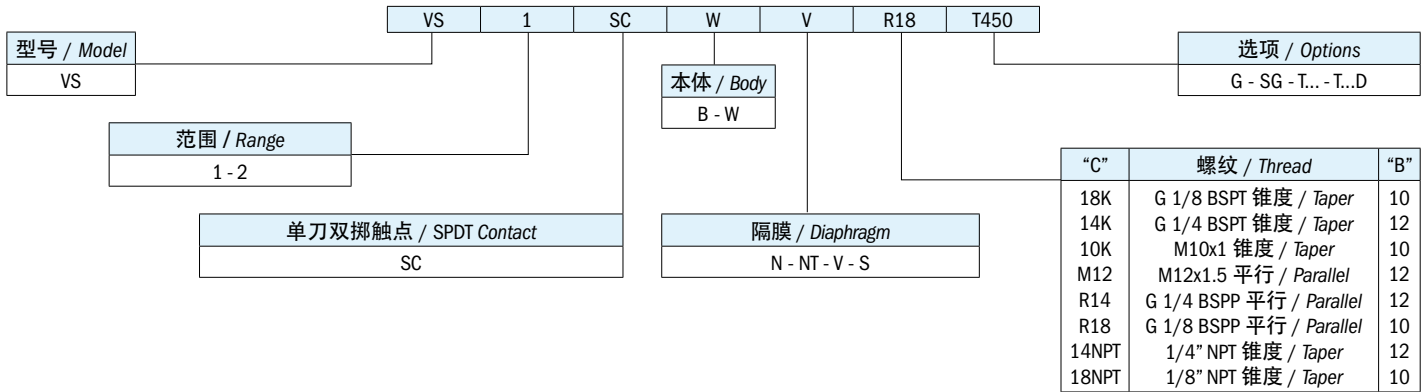 VS 1 SC W V R18 T450
型号 / Model
VS
选项 / Options
G - SG - T... - T...D
本体 / Body
B - W
范围 / Range
1 - 2
单刀双掷触点 / SPDT Contact
SC
隔膜 / Diaphragm
N - NT - V - S
“C” 螺纹 / Thread “B”
18K G 1/8 BSPT 锥度 / Taper 10
14K G 1/4 BSPT 锥度 / Taper 12
10K M10x1 锥度 / Taper 10
M12 M12x1.5 平行 / Parallel 12
R14 G 1/4 BSPP 平行 / Parallel 12
R18 G 1/8 BSPP 平行 / Parallel 10
14NPT 1/4” NPT 锥度 / Taper 12
18NPT 1/8” NPT 锥度 / Taper 10